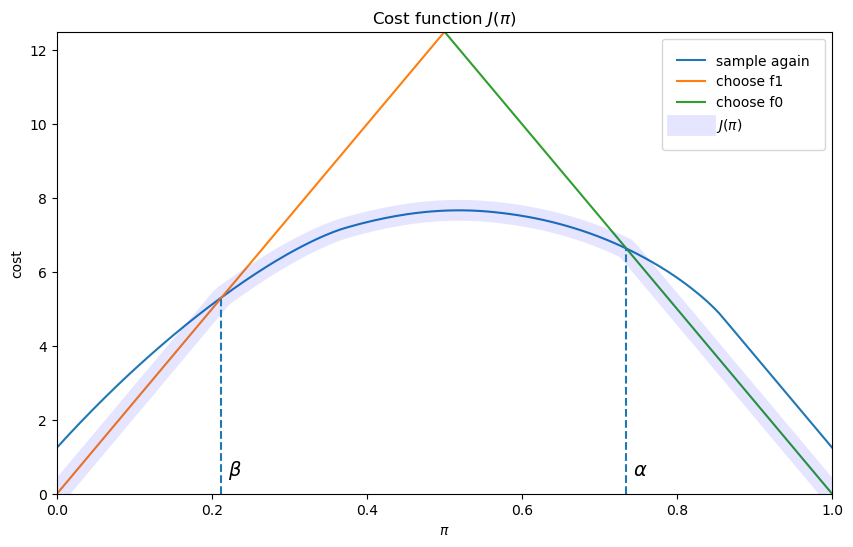 Cost function J(π)
12
10
8
6
4
2
0
cost
sample again
choose f1
choose f0
J(π)
β
α
0.0
0.2
0.4
0.6
0.8
1.0
π